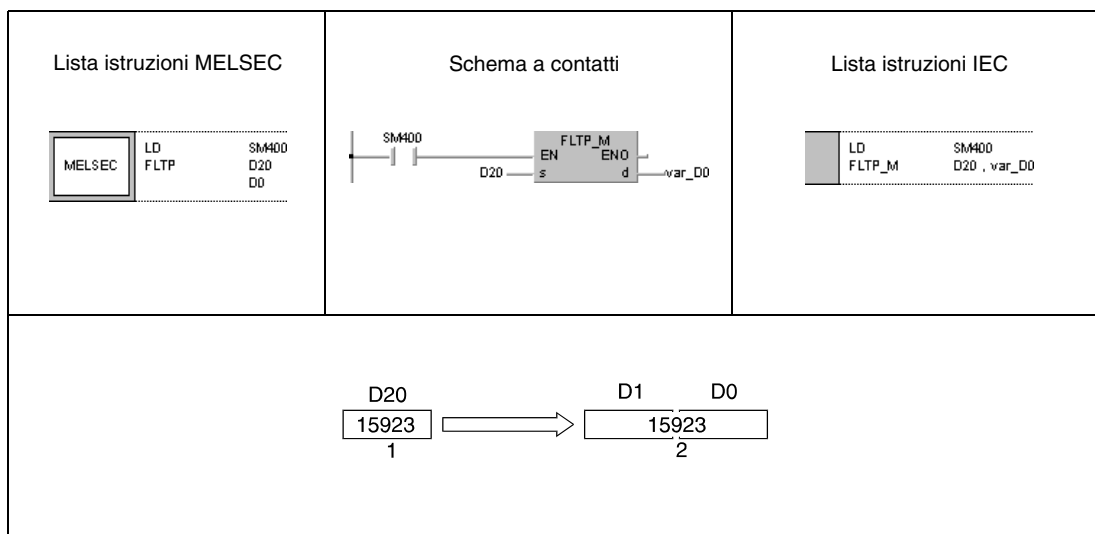 Lista istruzioni MELSEC
Schema a contatti
Lista istruzioni IEC
MELSEC
LD SM400
FLTP D20
D0
SM400
FLTP_M
EN ENO
D20 s d var_D0
LD SM400
FLTP_M D20 , var_D0
D20 D1 D0
15923 15923
1 2